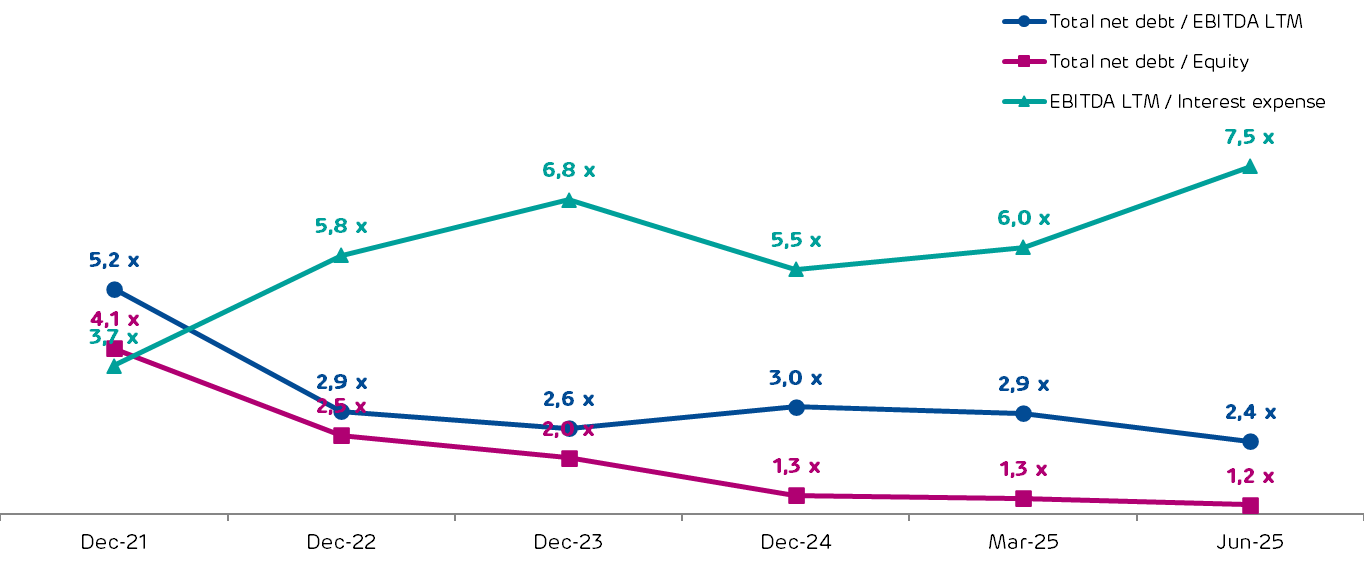 Total net debt / EBITDA LTM
Total net debt / Equity
EBITDA LTM / Interest expense
7,5 x
6,8 x
5,8 x
6,0 x
5,5 x
5,2 x
4,1 x
3,7 x
2,9 x
2,5 x
2,6 x
2,0 x
3,0 x
2,9 x
2,4 x
1,3 x
1,3 x
1,2 x
Dec-21 Dec-22 Dec-23 Dec-24 Mar-25 Jun-25